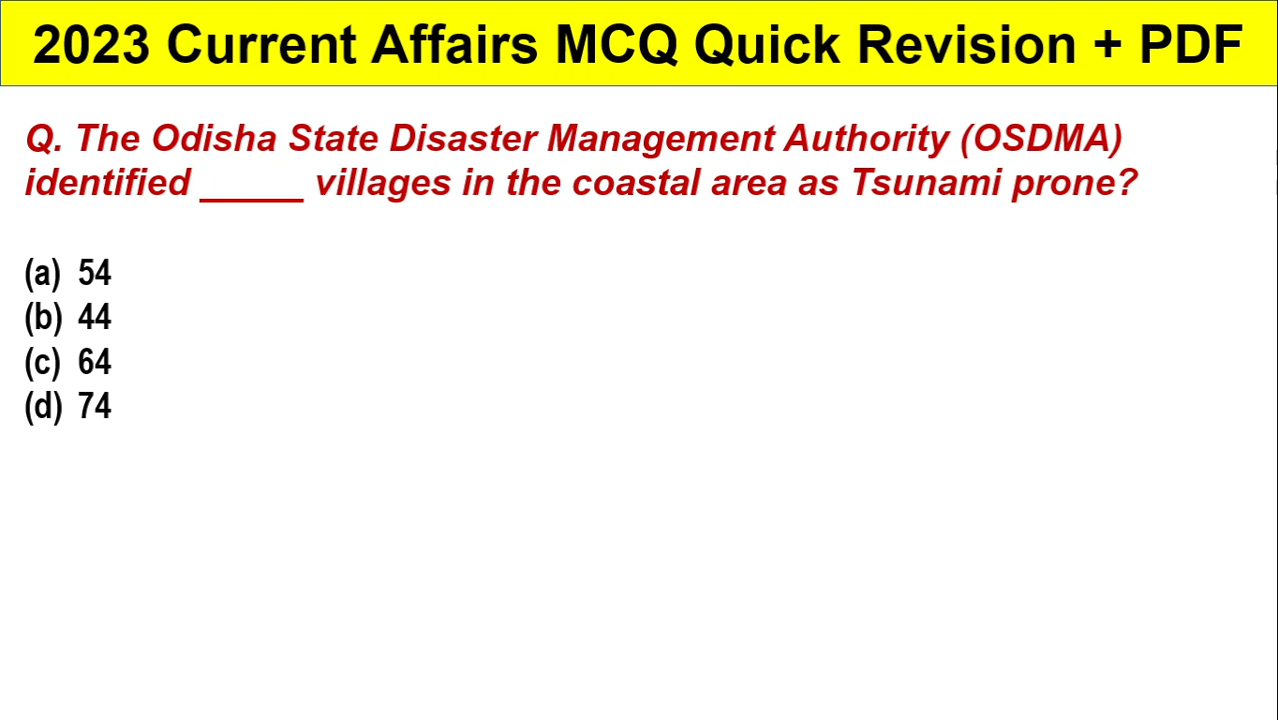 2023 Current Affairs MCQ Quick Revision + PDF
Q. The Odisha State Disaster Management Authority (OSDMA)
identified _____ villages in the coastal area as Tsunami prone?
(a) 54
(b) 44
(c) 64
(d) 74